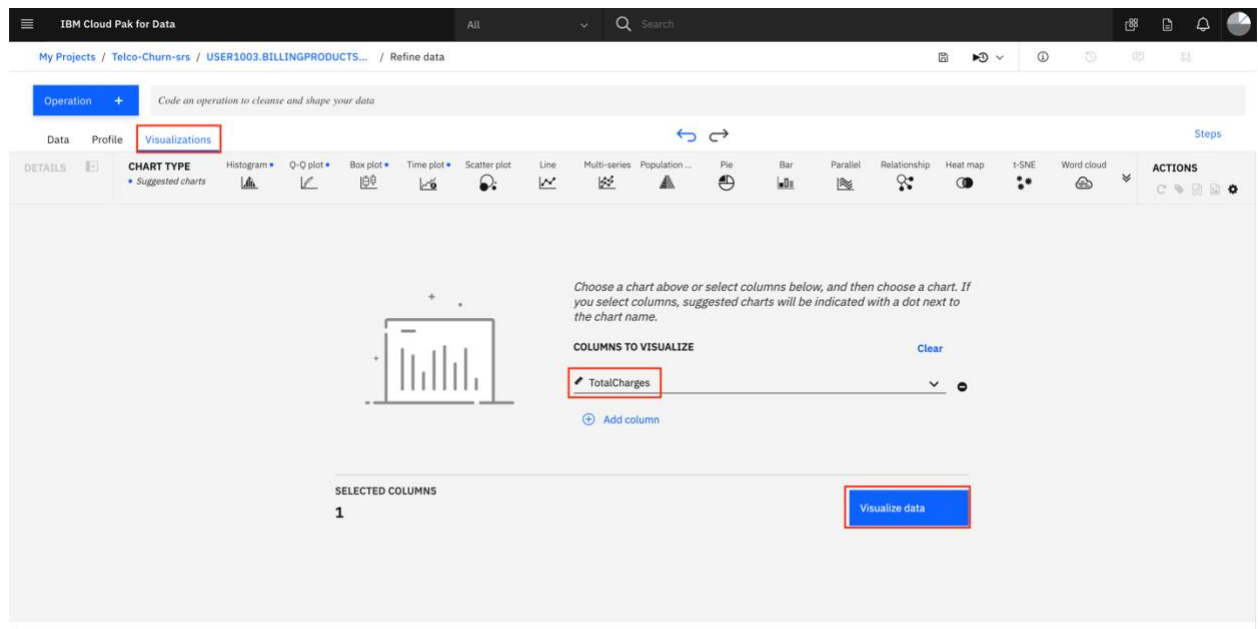 IBM Cloud Pak for Data All Search
My Projects / Telco-Churn-srs / USER1003.BILLINGPRODUCTS... / Refine data
Operation + Code an operation to cleanse and shape your data
Data Profile Visualizations Steps
DETAILS CHART TYPE Histogram Q-Q plot Box plot Time plot Scatter plot Line Multi-series Population ... Pie Bar Parallel Relationship Heat map t-SNE Word cloud ACTIONS
• Suggested charts
Choose a chart above or select columns below, and then choose a chart. If
you select columns, suggested charts will be indicated with a dot next to
the chart name.
COLUMNS TO VISUALIZE Clear
TotalCharges
Add column
SELECTED COLUMNS
1
Visualize data